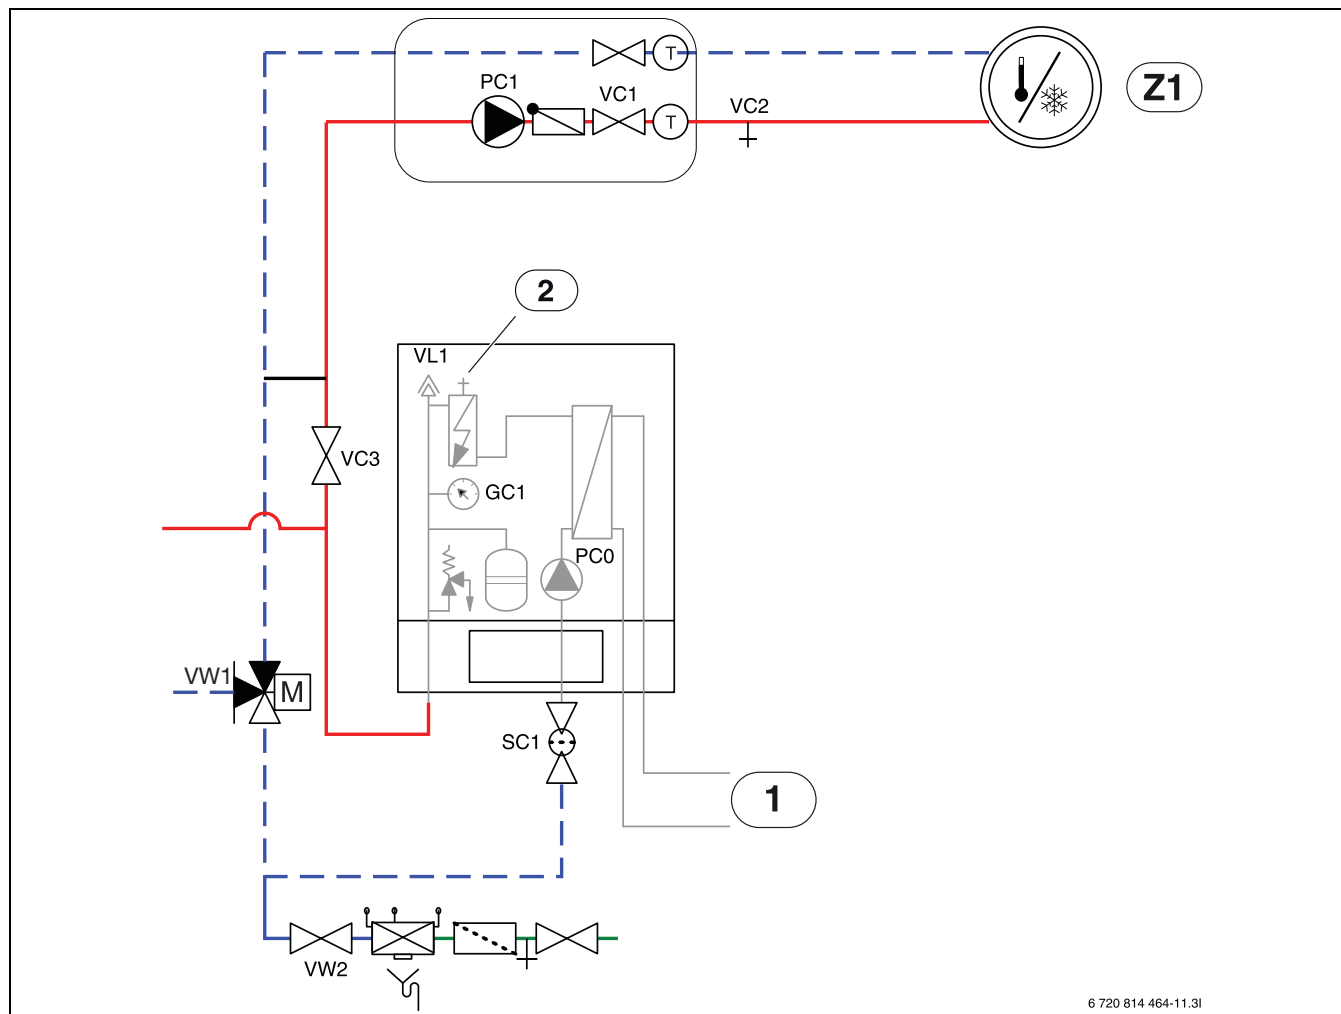 T
PC1
VC1
T
VC2
Z1
2
VL1
VC3
GC1
PC0
VW1
M
SC1
1
VW2
6 720 814 464-11.3I